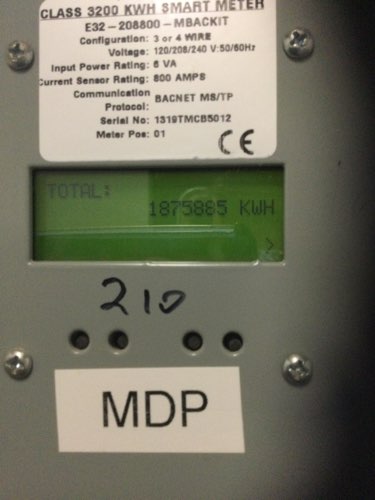 CLASS 3200 KWH SMART METER
E32-208800-MBACKIT
Configuration: 3 or 4 WIRE
Voltage: 120/208/240 V:50/60Hz
Input Power Rating: 6 VA
Current Sensor Rating: 800 AMPS
Communication Protocol: BACNET MS/TP
Serial No: 1319TMCB5012
Meter Pos: 01
CE
TOTAL:
1875885 KWH
>
210
MDP